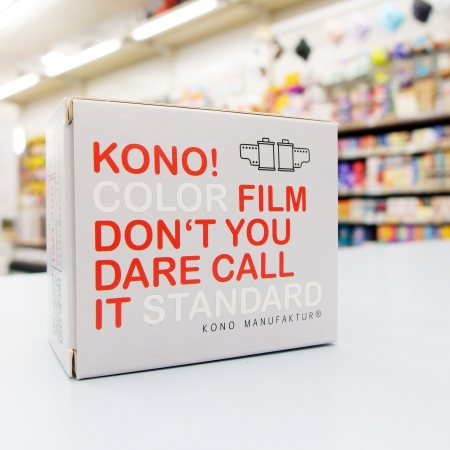 KONO!
COLOR FILM
DON'T YOU
DARE CALL
IT STANDARD
KONO MANUFAKTUR®